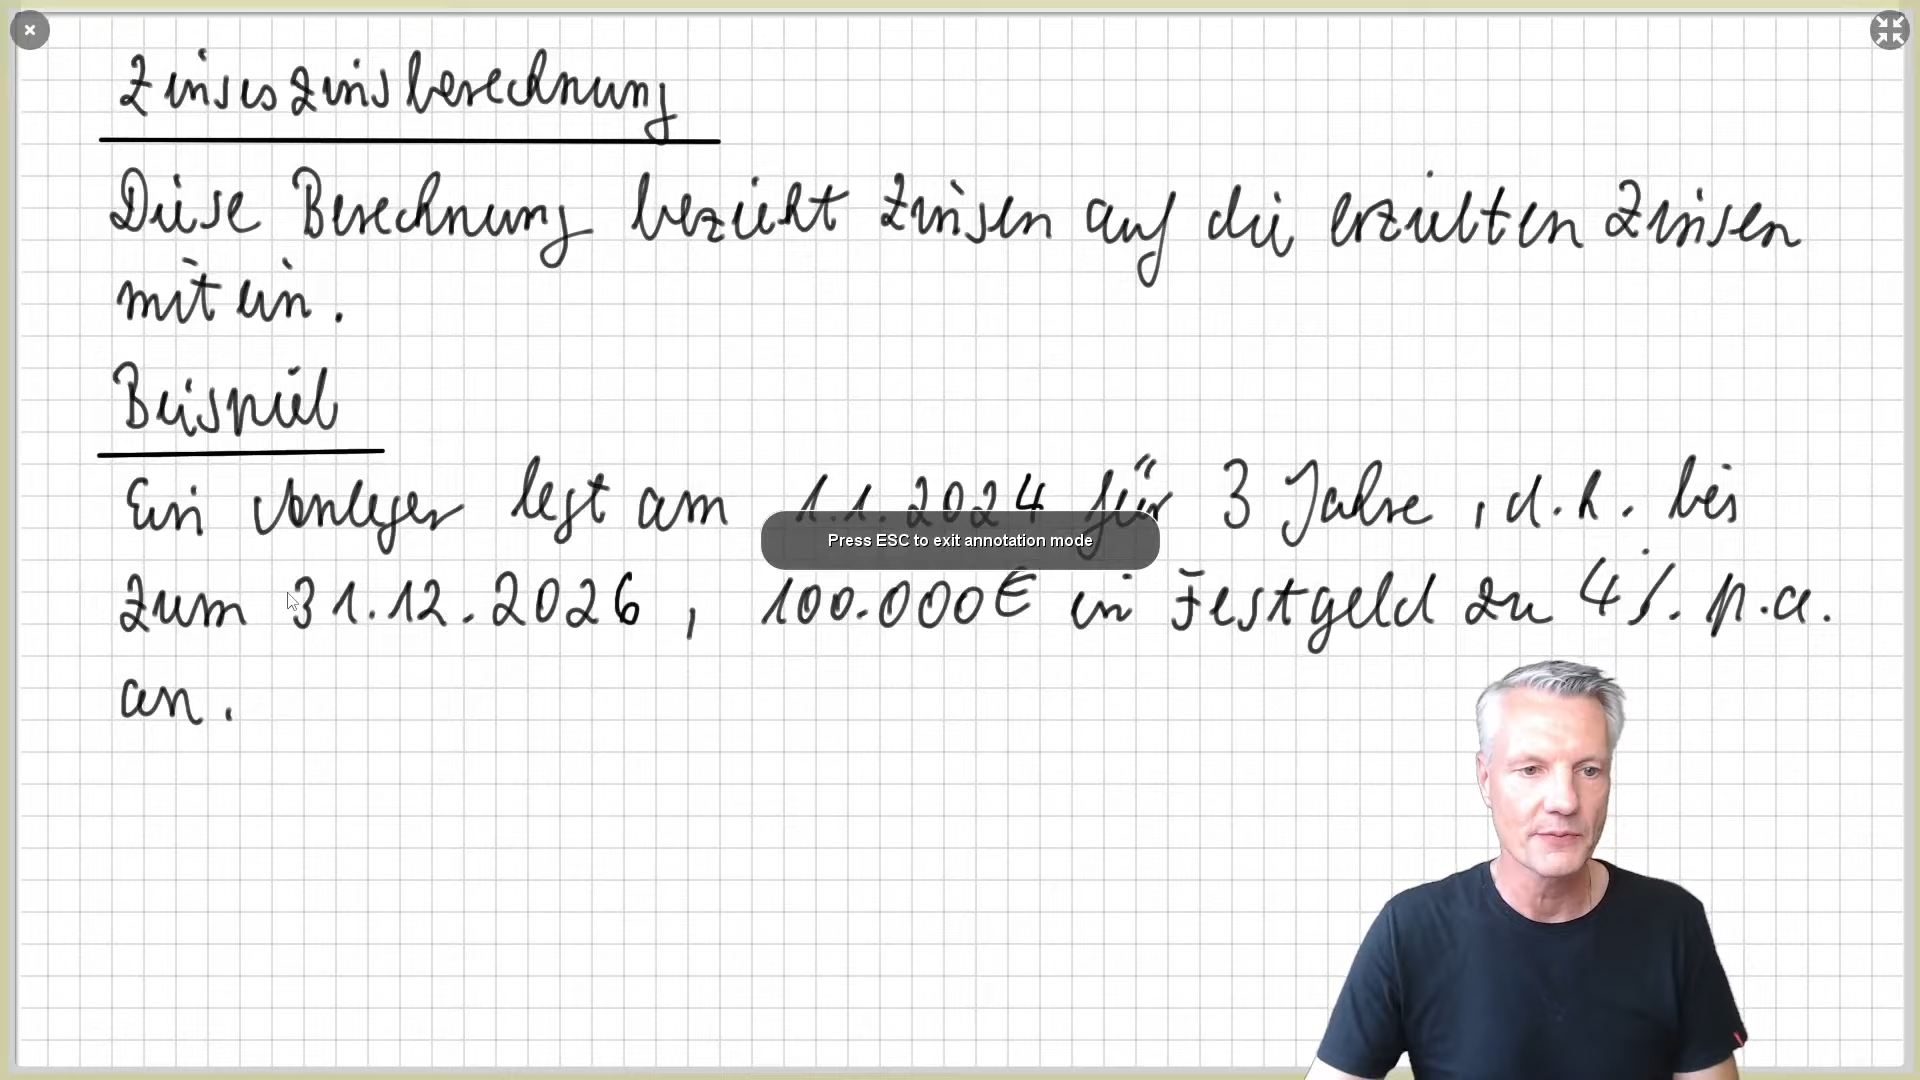 Zinseszinsberechnung
Diese Berechnung bezieht Zinsen auf die erzielten Zinsen
mit ein.
Beispiel
Ein Anleger legt am 1.1.2024 für 3 Jahre, d.h. bis
Press ESC to exit annotation mode
zum 31.12.2026, 100.000€ in Festgeld zu 4% p.a.
an.